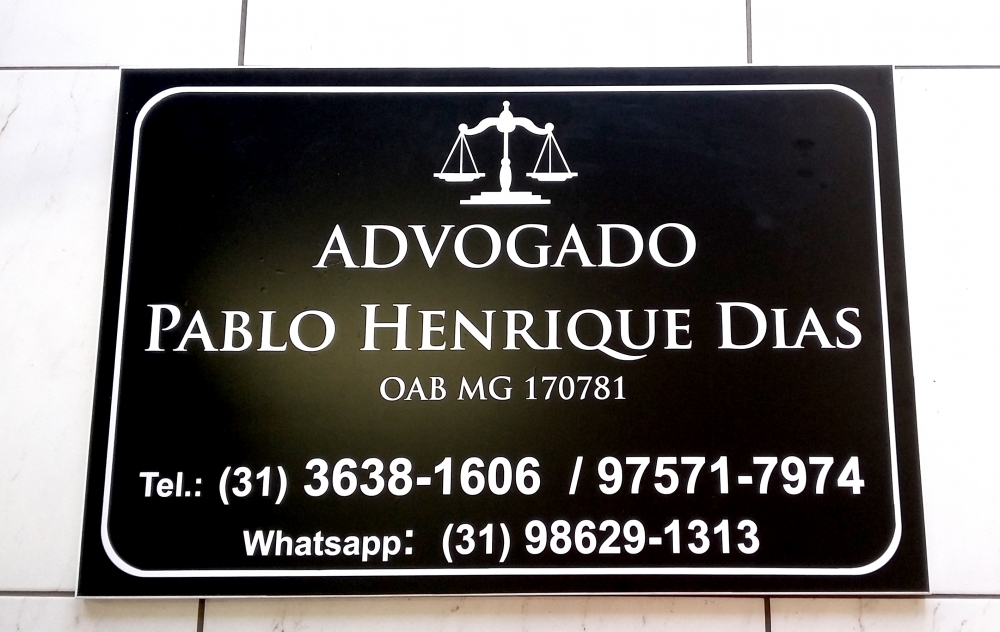 ADVOGADO
PABLO HENRIQUE DIAS
OAB MG 170781
Tel.: (31) 3638-1606 / 97571-7974
Whatsapp: (31) 98629-1313